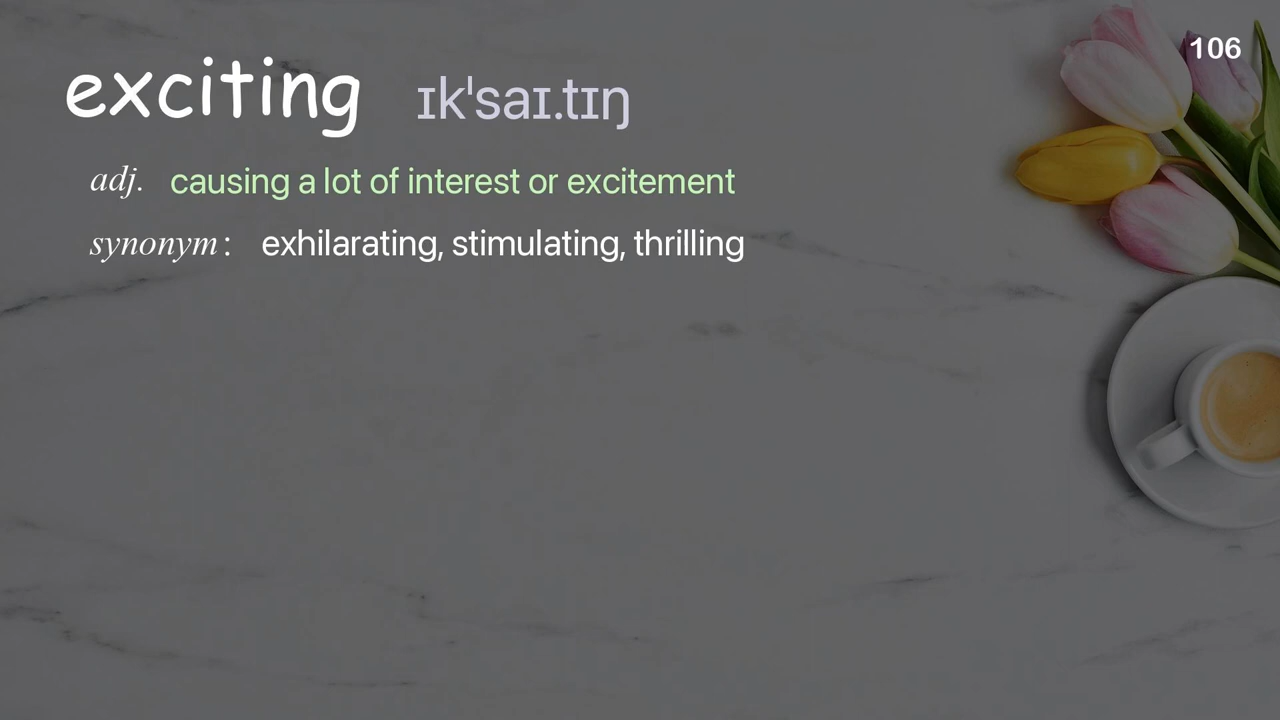 106
exciting ɪkˈsaɪ.tɪŋ
adj. causing a lot of interest or excitement
synonym: exhilarating, stimulating, thrilling